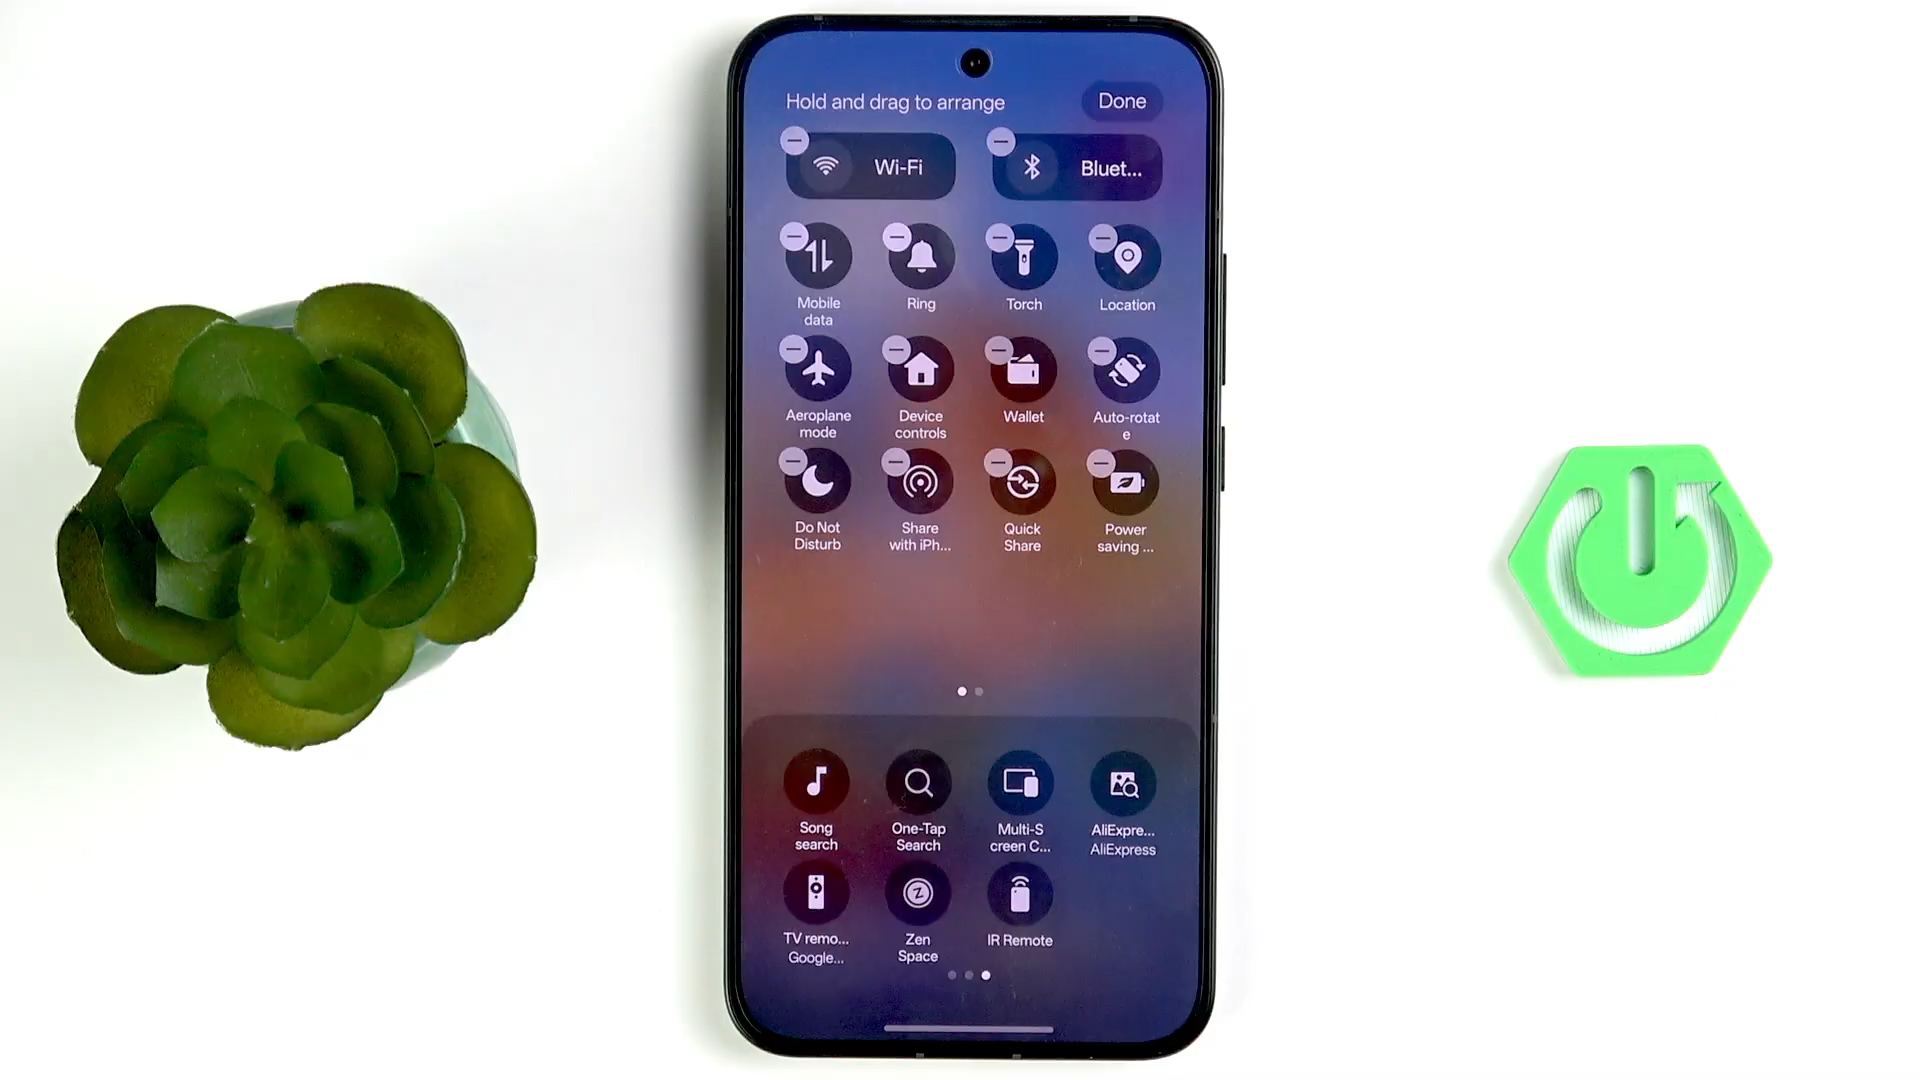 Hold and drag to arrange
Done
Wi-Fi
Bluet...
Mobile
data
Ring
Torch
Location
Aeroplane
mode
Device
controls
Wallet
Auto-rotat
e
Do Not
Disturb
Share
with iPh...
Quick
Share
Power
saving ...
Song
search
One-Tap
Search
Multi-S
creen C...
AliExpre...
AliExpress
TV remo...
Google...
Zen
Space
IR Remote